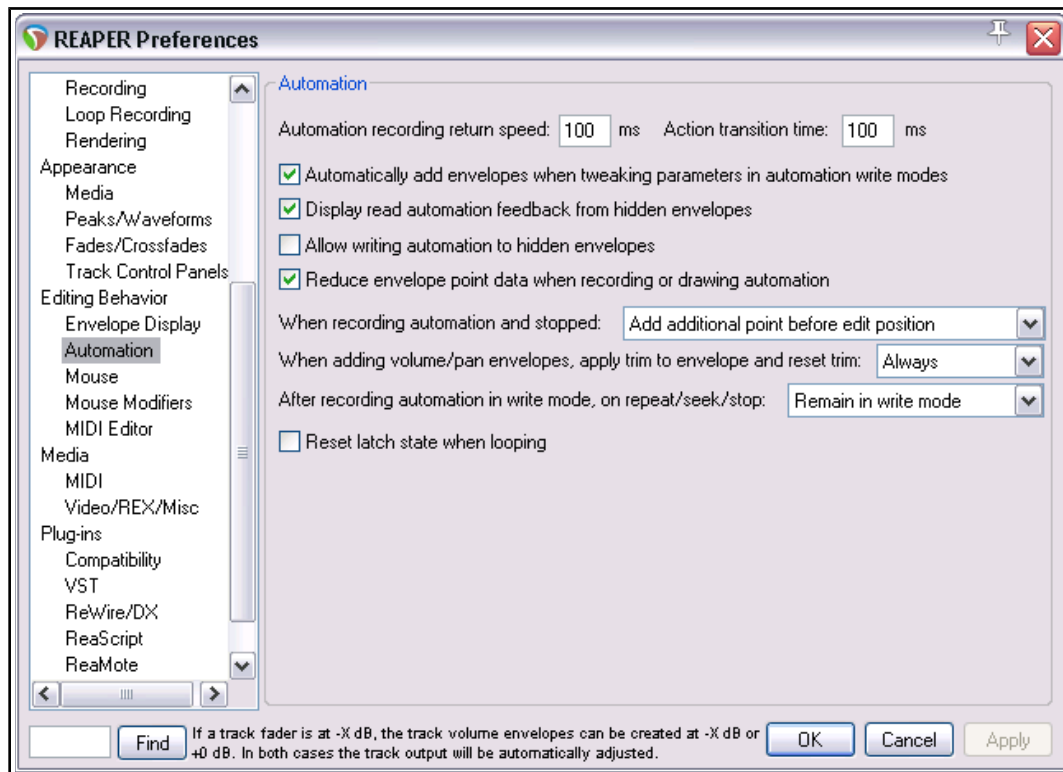 REAPER Preferences
Recording
Loop Recording
Rendering
Appearance
Media
Peaks/Waveforms
Fades/Crossfades
Track Control Panels
Editing Behavior
Envelope Display
Automation
Mouse
Mouse Modifiers
MIDI Editor
Media
MIDI
Video/REX/Misc
Plug-ins
Compatibility
VST
ReWire/DX
ReaScript
ReaMote
Automation
Automation recording return speed: 100 ms Action transition time: 100 ms
Automatically add envelopes when tweaking parameters in automation write modes
Display read automation feedback from hidden envelopes
Allow writing automation to hidden envelopes
Reduce envelope point data when recording or drawing automation
When recording automation and stopped: Add additional point before edit position
When adding volume/pan envelopes, apply trim to envelope and reset trim: Always
After recording automation in write mode, on repeat/seek/stop: Remain in write mode
Reset latch state when looping
Find
If a track fader is at -X dB, the track volume envelopes can be created at -X dB or
+0 dB. In both cases the track output will be automatically adjusted.
OK Cancel Apply